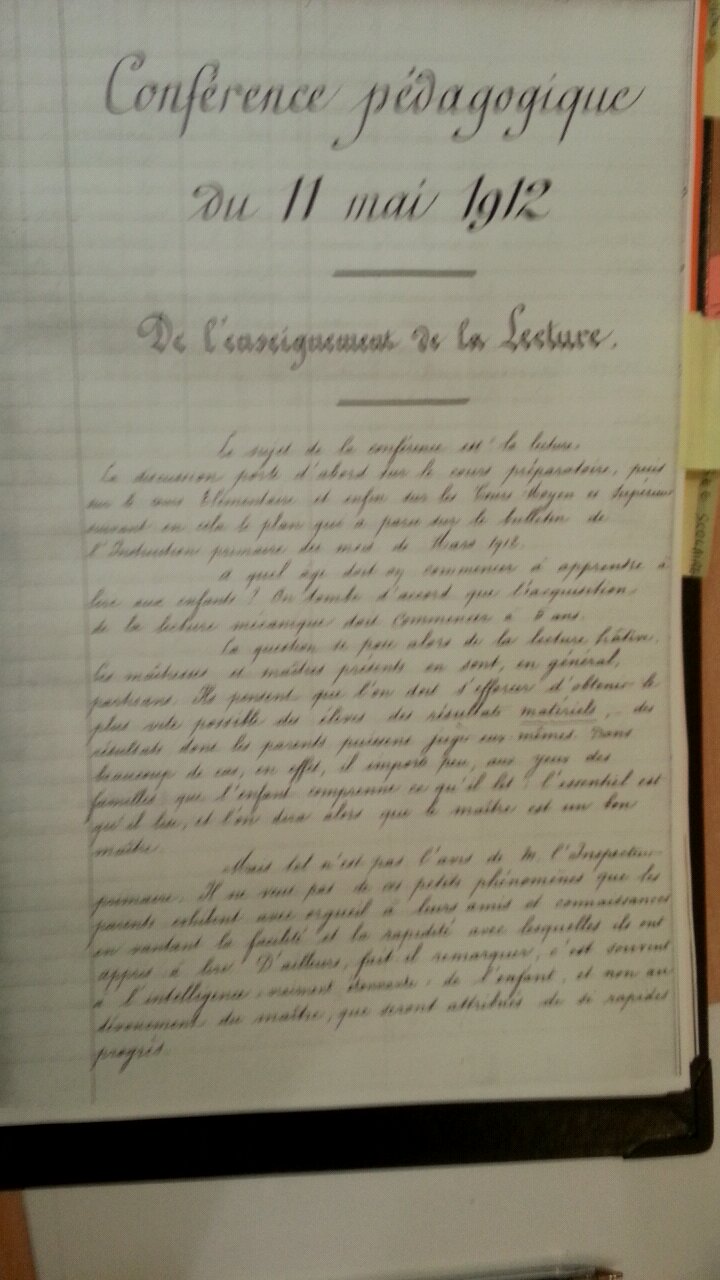 Conférence pédagogique
du 11 mai 1912
De l'enseignement de la Lecture.
Le sujet de la conférence est : la lecture.
La discussion porte d'abord sur le cours préparatoire, puis
sur le cours Elémentaire et enfin sur les Cours Moyen et Supérieur
suivant en cela le plan qui a paru sur le bulletin de
l'Instruction primaire du mois de Mars 1912.
A quel âge doit on commencer à apprendre à
lire aux enfants ? On tombe d'accord que l'acquisition
de la lecture mécanique doit commencer à 5 ans.
La question se pose alors de la lecture hâtive.
Les maîtresses et maîtres présents en sont, en général,
partisans. Ils pensent que l'on doit s'efforcer d'obtenir le
plus vite possible des élèves des résultats matériels, des
résultats dont les parents puissent juger eux-mêmes. Dans
beaucoup de cas, en effet, il importe peu, aux yeux des
familles que l'enfant comprenne ce qu'il lit : l'essentiel est
qu'il lise, et l'on dira alors que le maître est un bon
maître.
Mais tel n'est pas l'avis de M. l'Inspecteur
primaire. Il ne veut pas de ces petits phénomènes que les
parents exhibent avec orgueil à leurs amis et connaissances
en vantant la facilité et la rapidité avec lesquelles ils ont
appris à lire. D'ailleurs, fait-il remarquer, c'est souvent
à l'intelligence vraiment de l'enfant, et non au
dévouement du maître, que seront attribués de si rapides
progrès.
SCOLAIRE